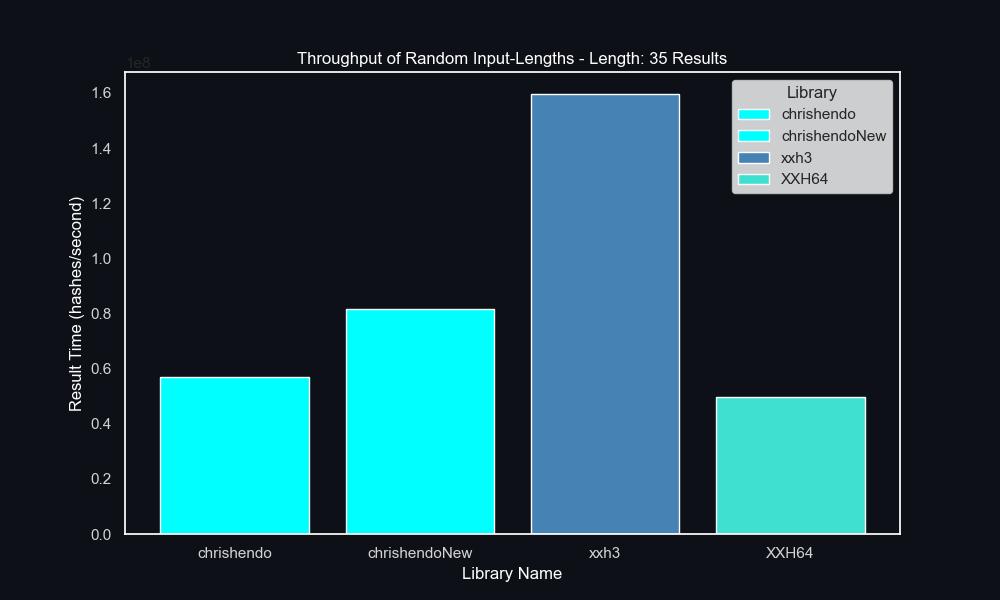 Throughput of Random Input-Lengths - Length: 35 Results
1e8
1.6
1.4
1.2
1.0
0.8
0.6
0.4
0.2
0.0
Result Time (hashes/second)
Library
chrishendo
chrishendoNew
xxh3
XXH64
chrishendo
chrishendoNew
xxh3
XXH64
Library Name